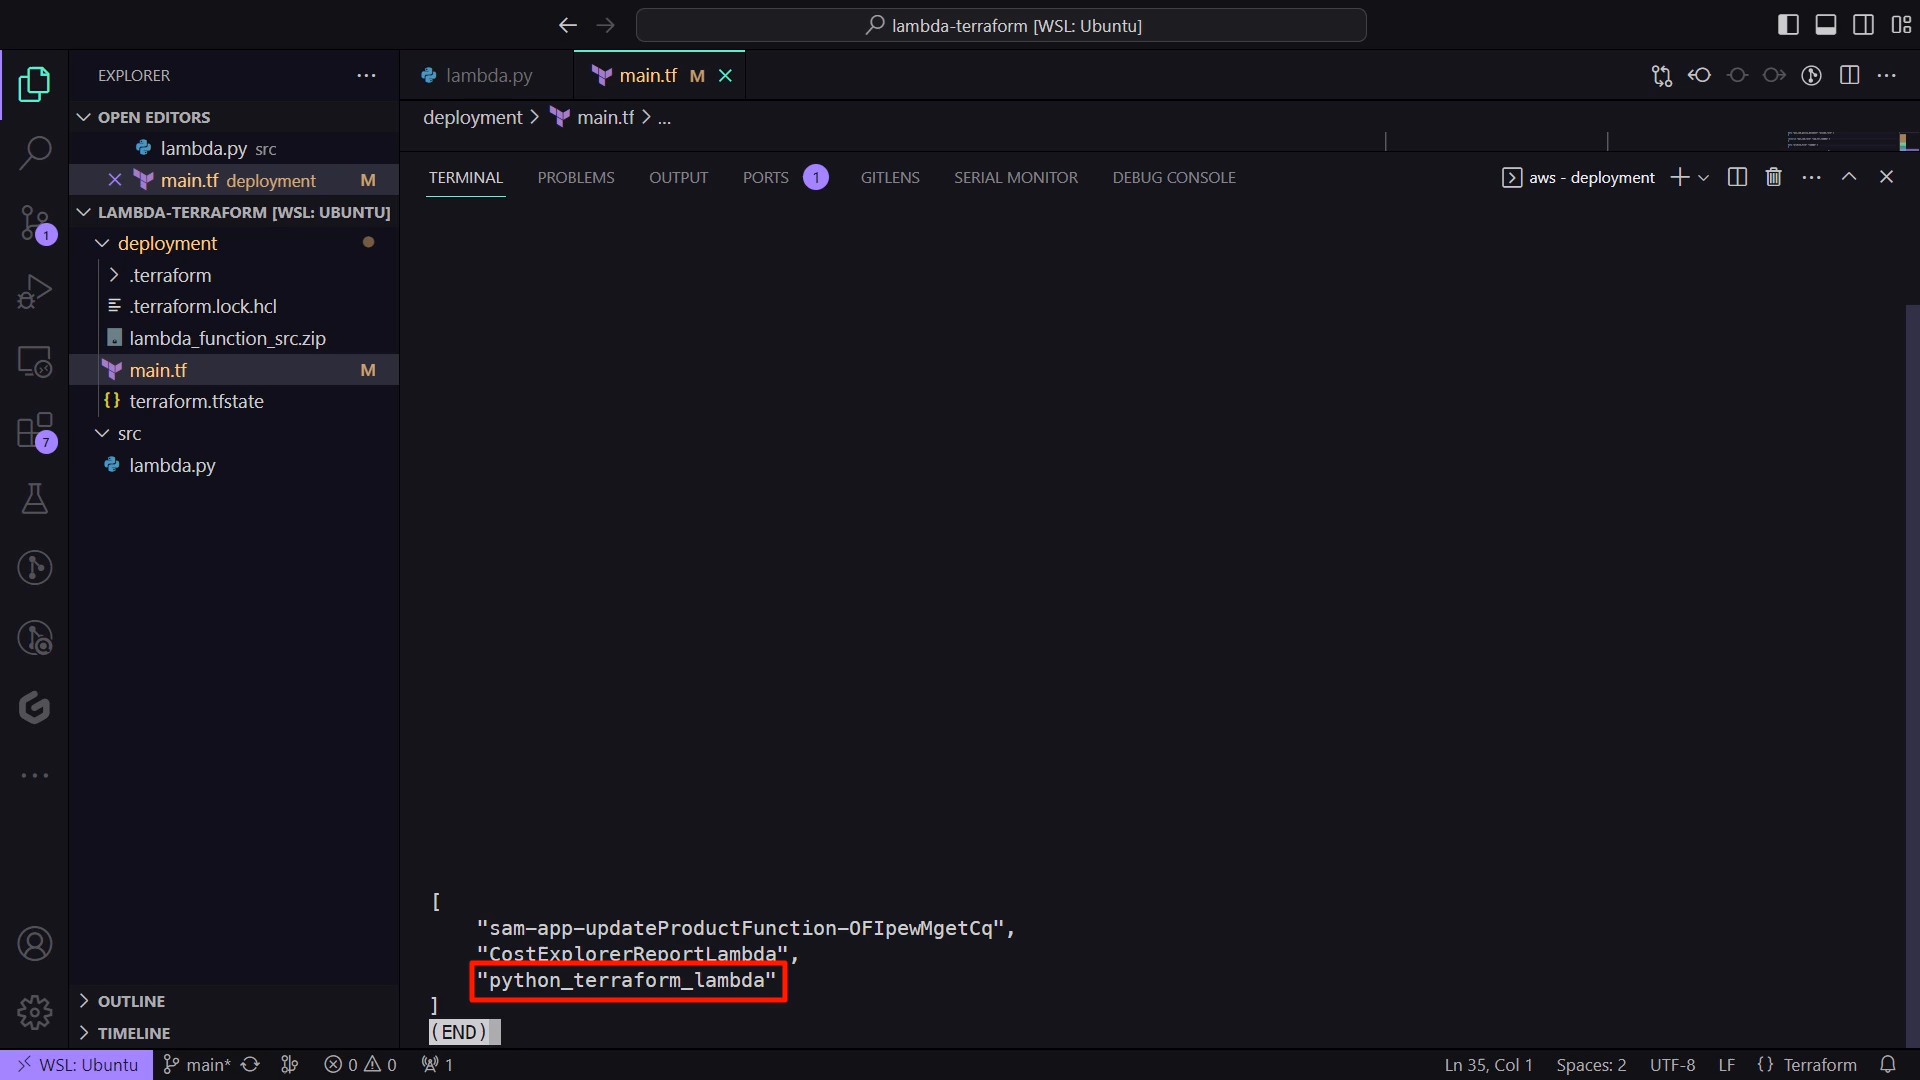 lambda-terraform [WSL: Ubuntu]
EXPLORER
OPEN EDITORS
lambda.py src
main.tf deployment M
LAMBDA-TERRAFORM [WSL: UBUNTU]
deployment
.terraform
.terraform.lock.hcl
lambda_function_src.zip
main.tf M
terraform.tfstate
src
lambda.py
OUTLINE
TIMELINE
1
7
lambda.py
main.tf M
deployment > main.tf > ...
TERMINAL PROBLEMS OUTPUT PORTS 1 GITLENS SERIAL MONITOR DEBUG CONSOLE
aws - deployment
[
"sam-app-updateProductFunction-OFIpewMgetCq",
"CostExplorerReportLambda",
"python_terraform_lambda"
]
(END)
WSL: Ubuntu main* 0 0 1 Ln 35, Col 1 Spaces: 2 UTF-8 LF {} Terraform